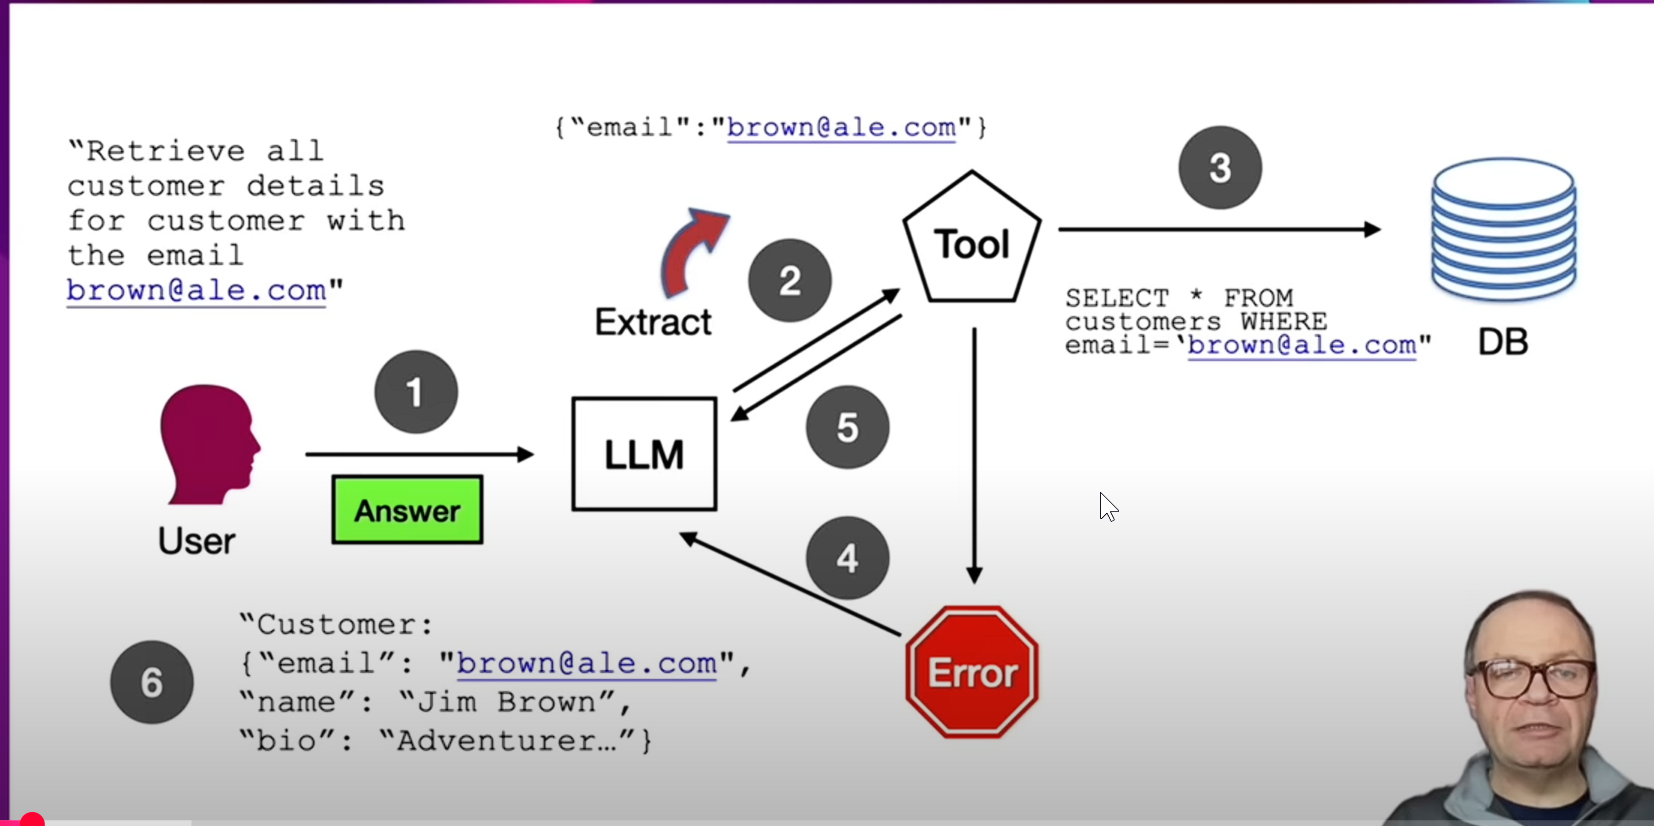 “Retrieve all
customer details
for customer with
the email
brown@ale.com"
{“email":"brown@ale.com"}
Extract
2
Tool
3
SELECT * FROM
customers WHERE
email=‘brown@ale.com"
DB
1
Answer
User
LLM
5
4
Error
6
“Customer:
{“email”: "brown@ale.com",
“name”: “Jim Brown”,
“bio”: “Adventurer…”}